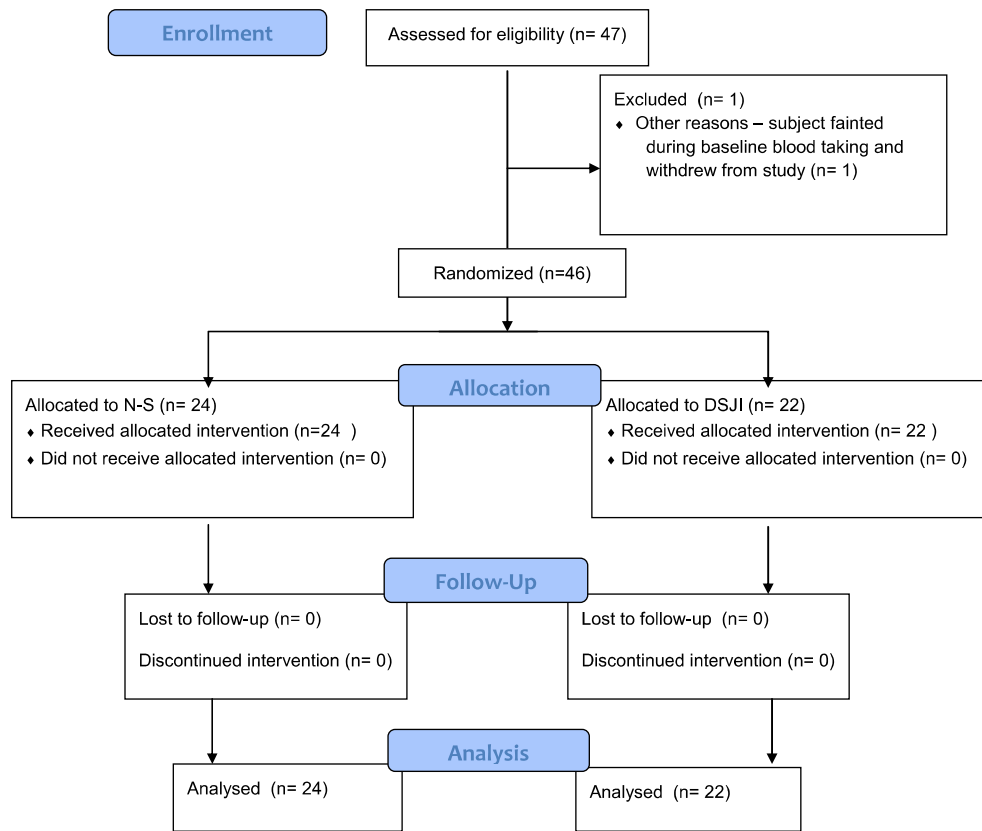 Enrollment
Assessed for eligibility (n= 47)
Excluded (n= 1)
♦ Other reasons – subject fainted
during baseline blood taking and
withdrew from study (n= 1)
Randomized (n=46)
Allocation
Allocated to N-S (n= 24)
♦ Received allocated intervention (n=24 )
♦ Did not receive allocated intervention (n= 0)
Allocated to DSJI (n= 22)
♦ Received allocated intervention (n= 22 )
♦ Did not receive allocated intervention (n= 0)
Follow-Up
Lost to follow-up (n= 0)
Discontinued intervention (n= 0)
Lost to follow-up (n= 0)
Discontinued intervention (n= 0)
Analysis
Analysed (n= 24)
Analysed (n= 22)